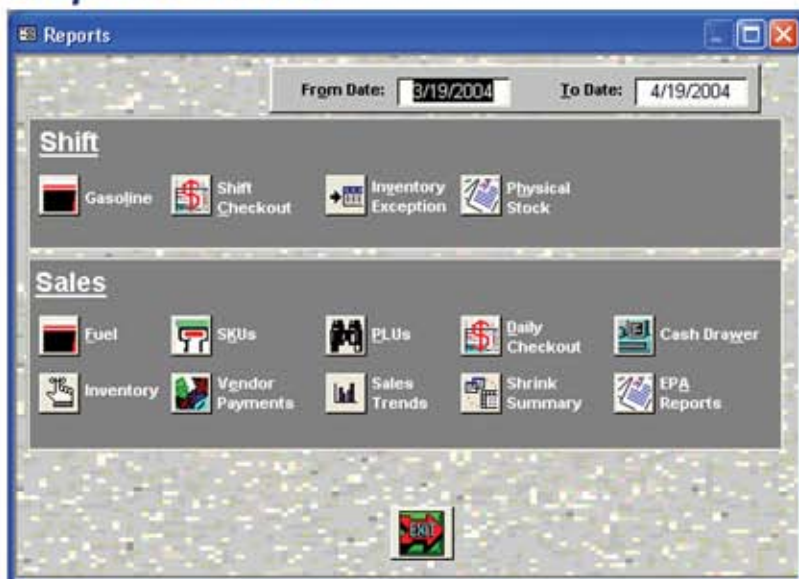 Reports
From Date: 3/19/2004 To Date: 4/19/2004
Shift
Gasoline Shift Checkout Inventory Exception Physical Stock
Sales
Fuel SKUs PLUs Daily Checkout Cash Drawer
Inventory Vendor Payments Sales Trends Shrink Summary EPA Reports
EXIT